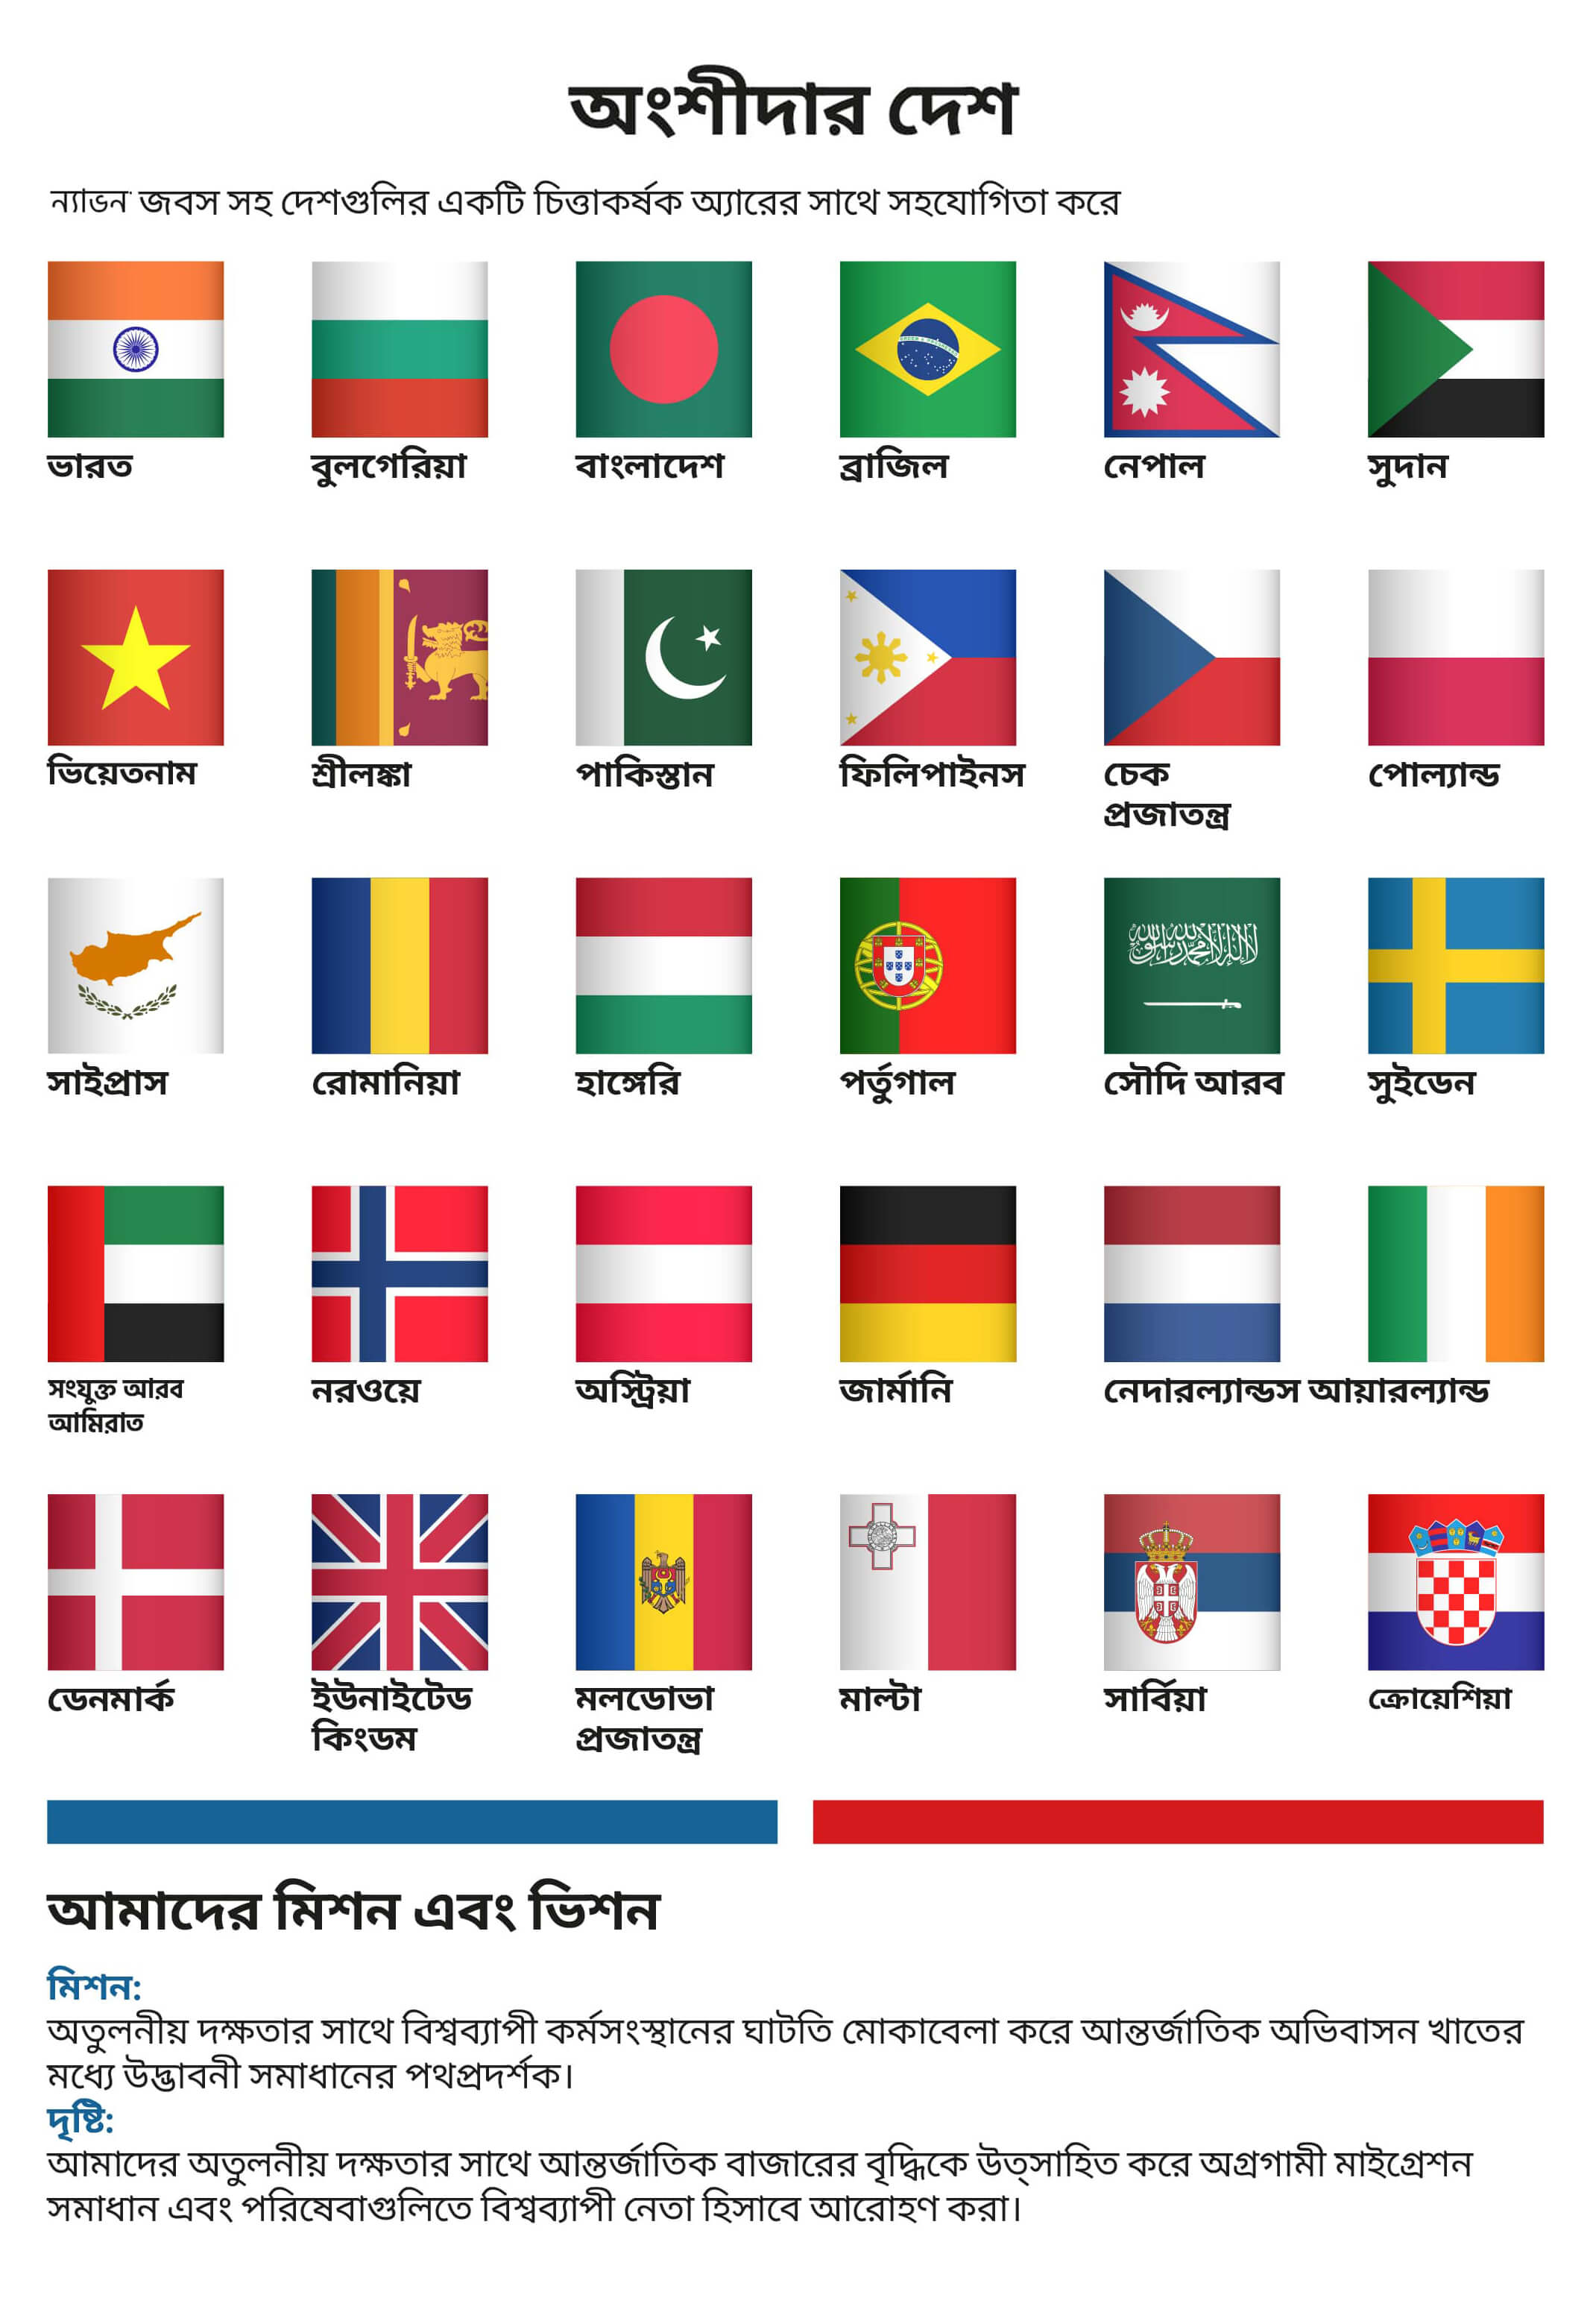 অংশীদার দেশ
ন্যাভন জবস সহ দেশগুলির একটি চিত্তাকর্ষক অ্যারের সাথে সহযোগিতা করে
ভারত
বুলগেরিয়া
বাংলাদেশ
ব্রাজিল
নেপাল
সুদান
ভিয়েতনাম
শ্রীলঙ্কা
পাকিস্তান
ফিলিপাইনস
চেক
প্রজাতন্ত্র
পোল্যান্ড
সাইপ্রাস
রোমানিয়া
হাঙ্গেরি
পর্তুগাল
সৌদি আরব
সুইডেন
সংযুক্ত আরব
আমিরাত
নরওয়ে
অস্ট্রিয়া
জার্মানি
নেদারল্যান্ডস
আয়ারল্যান্ড
ডেনমার্ক
ইউনাইটেড
কিংডম
মলডোভা
প্রজাতন্ত্র
মাল্টা
সার্বিয়া
ক্রোয়েশিয়া
আমাদের মিশন এবং ভিশন
মিশন:
অতুলনীয় দক্ষতার সাথে বিশ্বব্যাপী কর্মসংস্থানের ঘাটতি মোকাবেলা করে আন্তর্জাতিক অভিবাসন খাতের
মধ্যে উদ্ভাবনী সমাধানের পথপ্রদর্শক।
দৃষ্টি:
আমাদের অতুলনীয় দক্ষতার সাথে আন্তর্জাতিক বাজারের বৃদ্ধিকে উত্সাহিত করে অগ্রগামী মাইগ্রেশন
সমাধান এবং পরিষেবাগুলিতে বিশ্বব্যাপী নেতা হিসাবে আরোহণ করা।